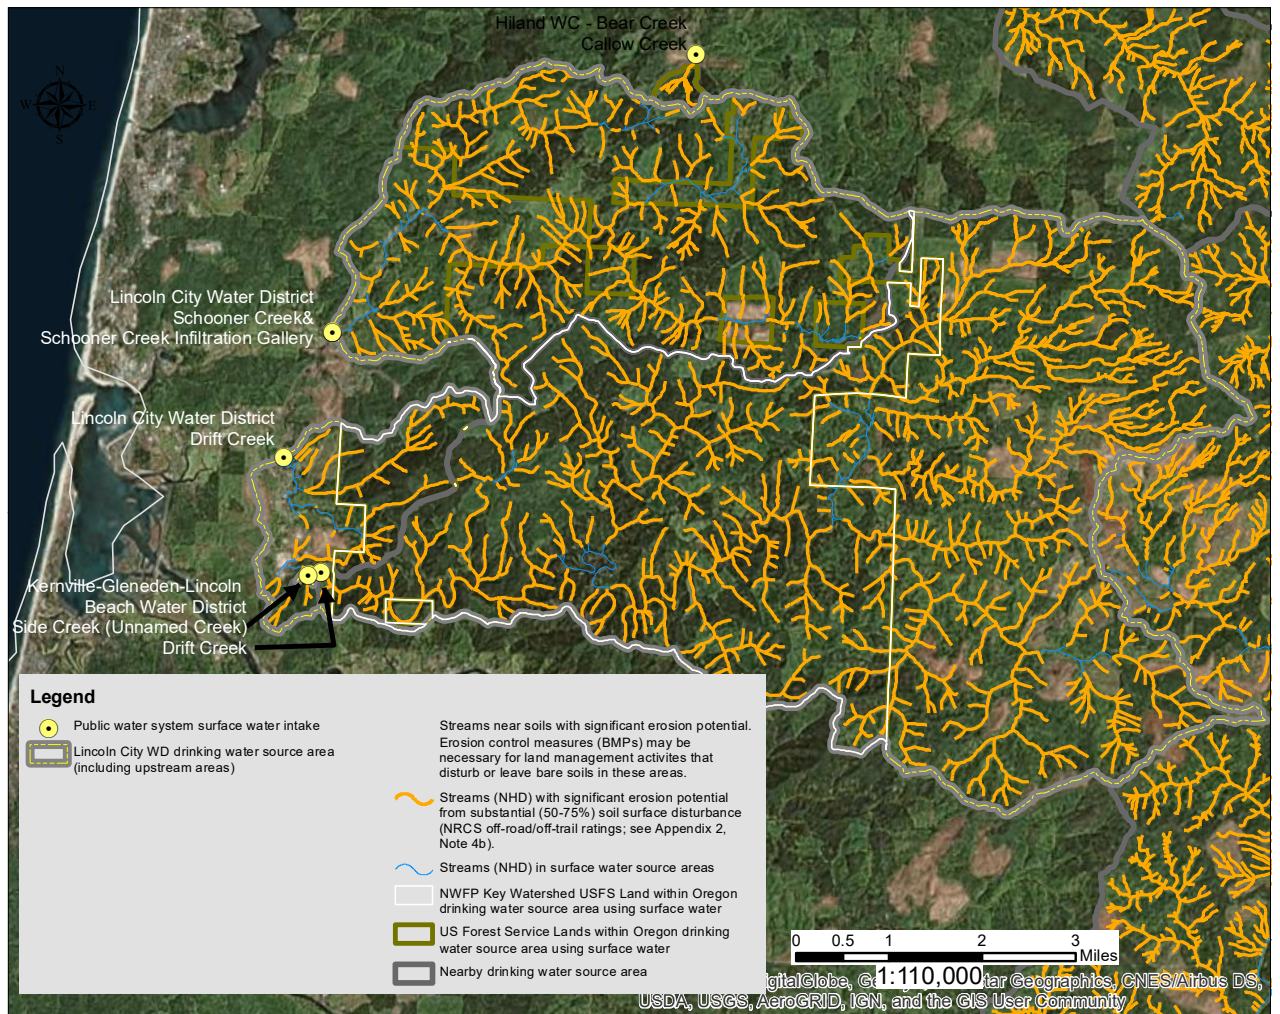 Hiland WC - Bear Creek
Callow Creek
N
W
E
S
Lincoln City Water District
Schooner Creek&
Schooner Creek Infiltration Gallery
Lincoln City Water District
Drift Creek
Kernville-Gleneden-Lincoln
Beach Water District
Side Creek (Unnamed Creek)
Drift Creek
Legend
Public water system surface water intake
Lincoln City WD drinking water source area
(including upstream areas)
Streams near soils with significant erosion potential.
Erosion control measures (BMPs) may be
necessary for land management activites that
disturb or leave bare soils in these areas.
Streams (NHD) with significant erosion potential
from substantial (50-75%) soil surface disturbance
(NRCS off-road/off-trail ratings; see Appendix 2,
Note 4b).
Streams (NHD) in surface water source areas
NWFP Key Watershed USFS Land within Oregon
drinking water source area using surface water
US Forest Service Lands within Oregon drinking
water source area using surface water
Nearby drinking water source area
0 0.5 1 2 3
Miles
1:110,000
Geographics, CNES/Airbus DS,
USDA, USGS, AeroGRID, IGN, and the GIS User Community